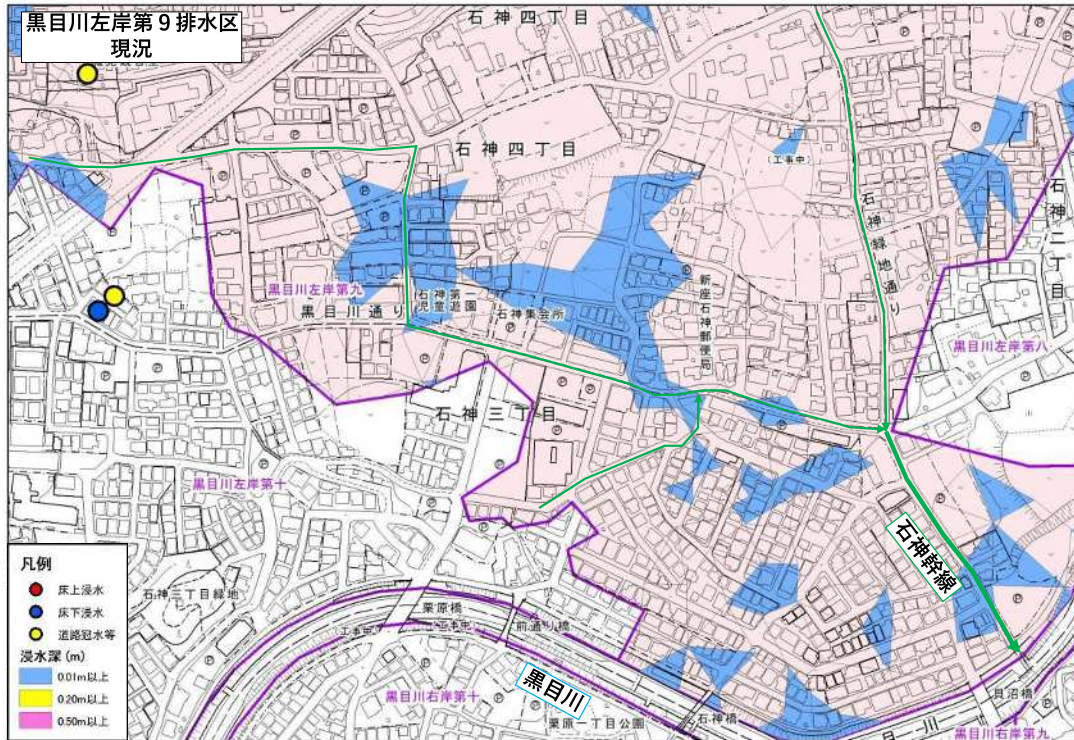 黒目川左岸第９排水区
現況
石神四丁目
石神四丁目
(工事中)
石神緑地通り
石神二丁目
黒目川左岸第九
黒目川通り
石神第
児童遊園
石神集会所
新座石神郵便局
黒目川左岸第八
石神三丁目
黒目川左岸第十
石神幹線
凡例
床上浸水
床下浸水
道路冠水等
浸水深 (m)
0.01m以上
0.20m以上
0.50m以上
石神三丁目緑地
(工事中)
栗原橋
(工事中)
前通り橋
黒目川
黒目川右岸第十
栗原一丁目公園
石神橋
目
川
貝沼橋
黒目川右岸第九